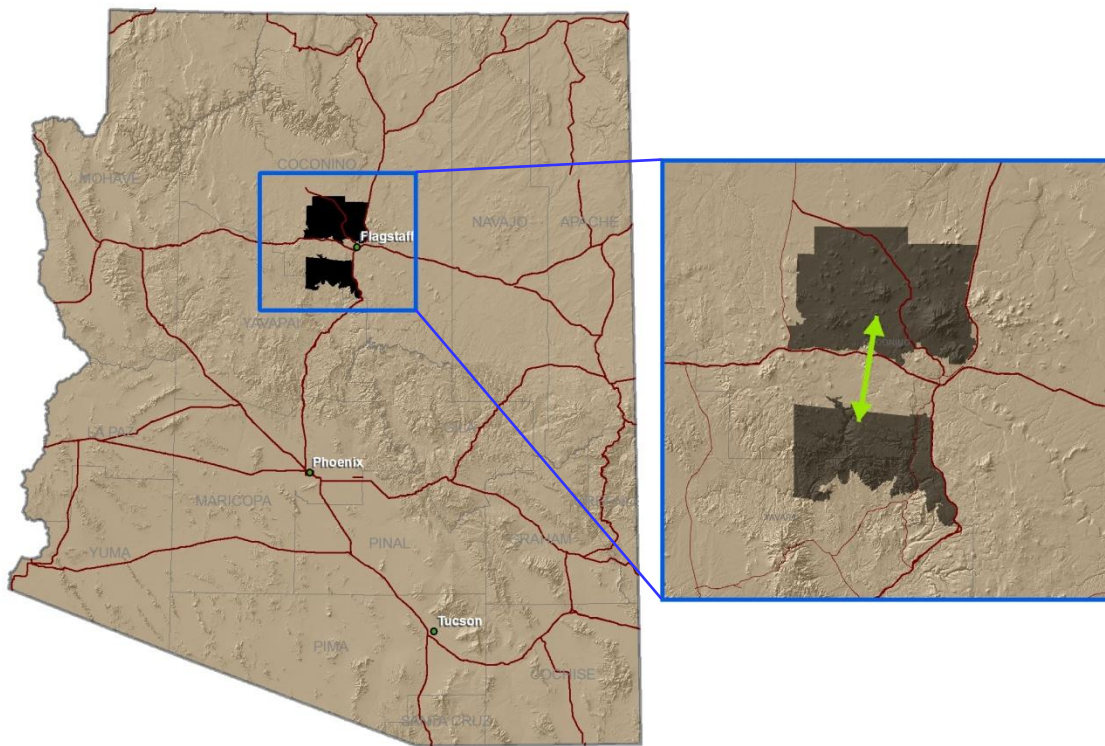 COCONINO
MOHAVE
NAVAJO
APACHE
Flagstaff
YAVAPAI
LA PAZ
Phoenix
MARICOPA
YUMA
PINAL
GRAHAM
Tucson
PIMA
COCHISE
SANTA CRUZ